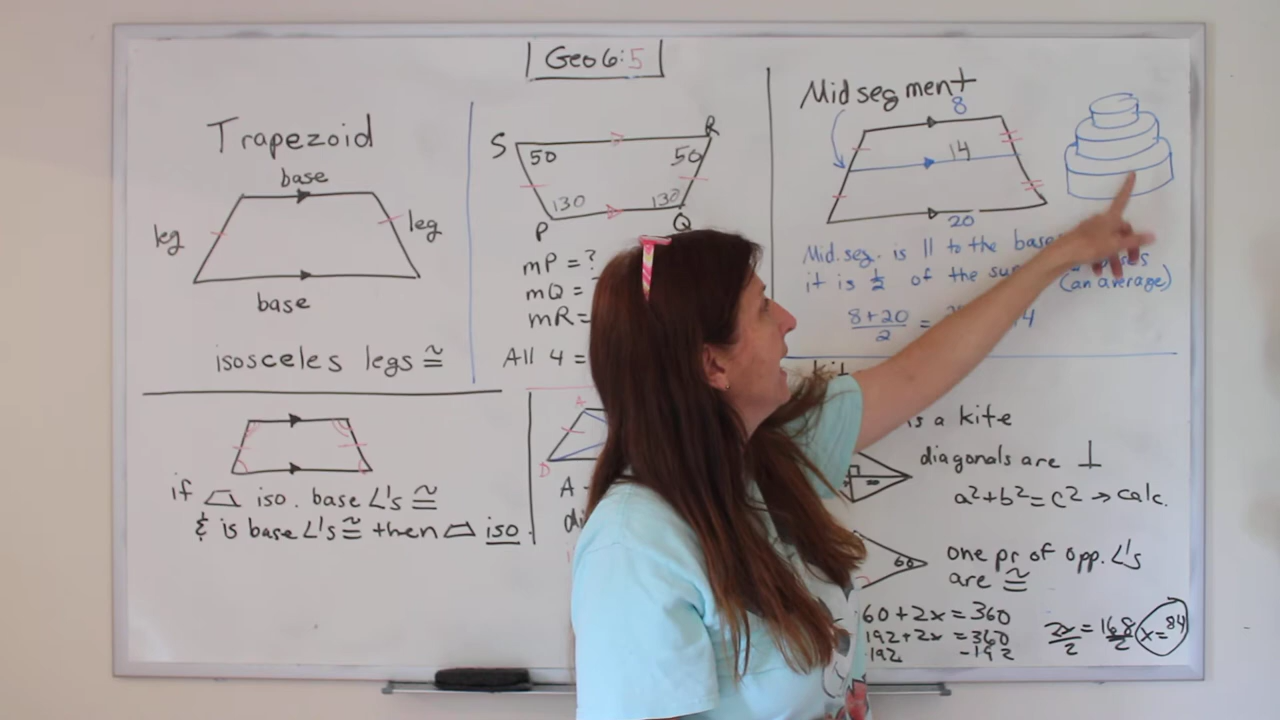 Geo 6:5
Trapezoid
base
leg
leg
base
isosceles legs ≅
S
R
50
50
130
130
P
Q
mP = ?
mQ =
mR =
All 4 =
Midsegment
8
14
20
Mid. seg. is || to the
it is 1/2 of the
(an average)
8+20/2 =
if iso. base ∠'s ≅
& is base ∠'s ≅ then iso.
A
D
A
is a kite
diagonals are ⊥
a²+b²=c² → calc.
60
one pr of opp. ∠'s
are ≅
60+2x=360
192+2x=360
-192
2x/2 = 168/2
x=84